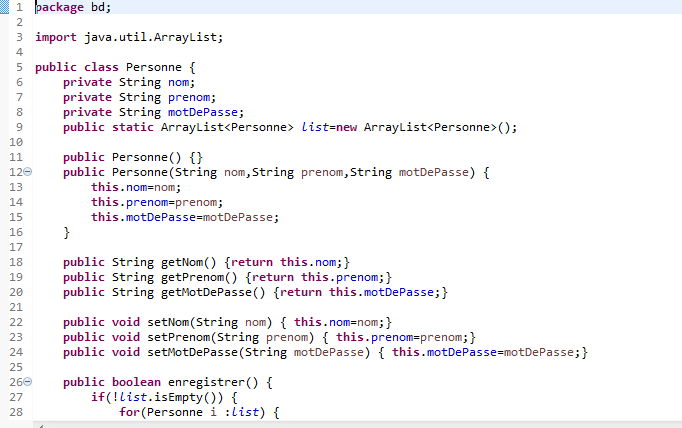 1 package bd;
2
3 import java.util.ArrayList;
4
5 public class Personne {
6     private String nom;
7     private String prenom;
8     private String motDePasse;
9     public static ArrayList<Personne> list=new ArrayList<Personne>();
10
11     public Personne() {}
12     public Personne(String nom,String prenom,String motDePasse) {
13         this.nom=nom;
14         this.prenom=prenom;
15         this.motDePasse=motDePasse;
16     }
17
18     public String getNom() {return this.nom;}
19     public String getPrenom() {return this.prenom;}
20     public String getMotDePasse() {return this.motDePasse;}
21
22     public void setNom(String nom) { this.nom=nom;}
23     public void setPrenom(String prenom) { this.prenom=prenom;}
24     public void setMotDePasse(String motDePasse) { this.motDePasse=motDePasse;}
25
26     public boolean enregistrer() {
27         if(!list.isEmpty()) {
28             for(Personne i :list) {